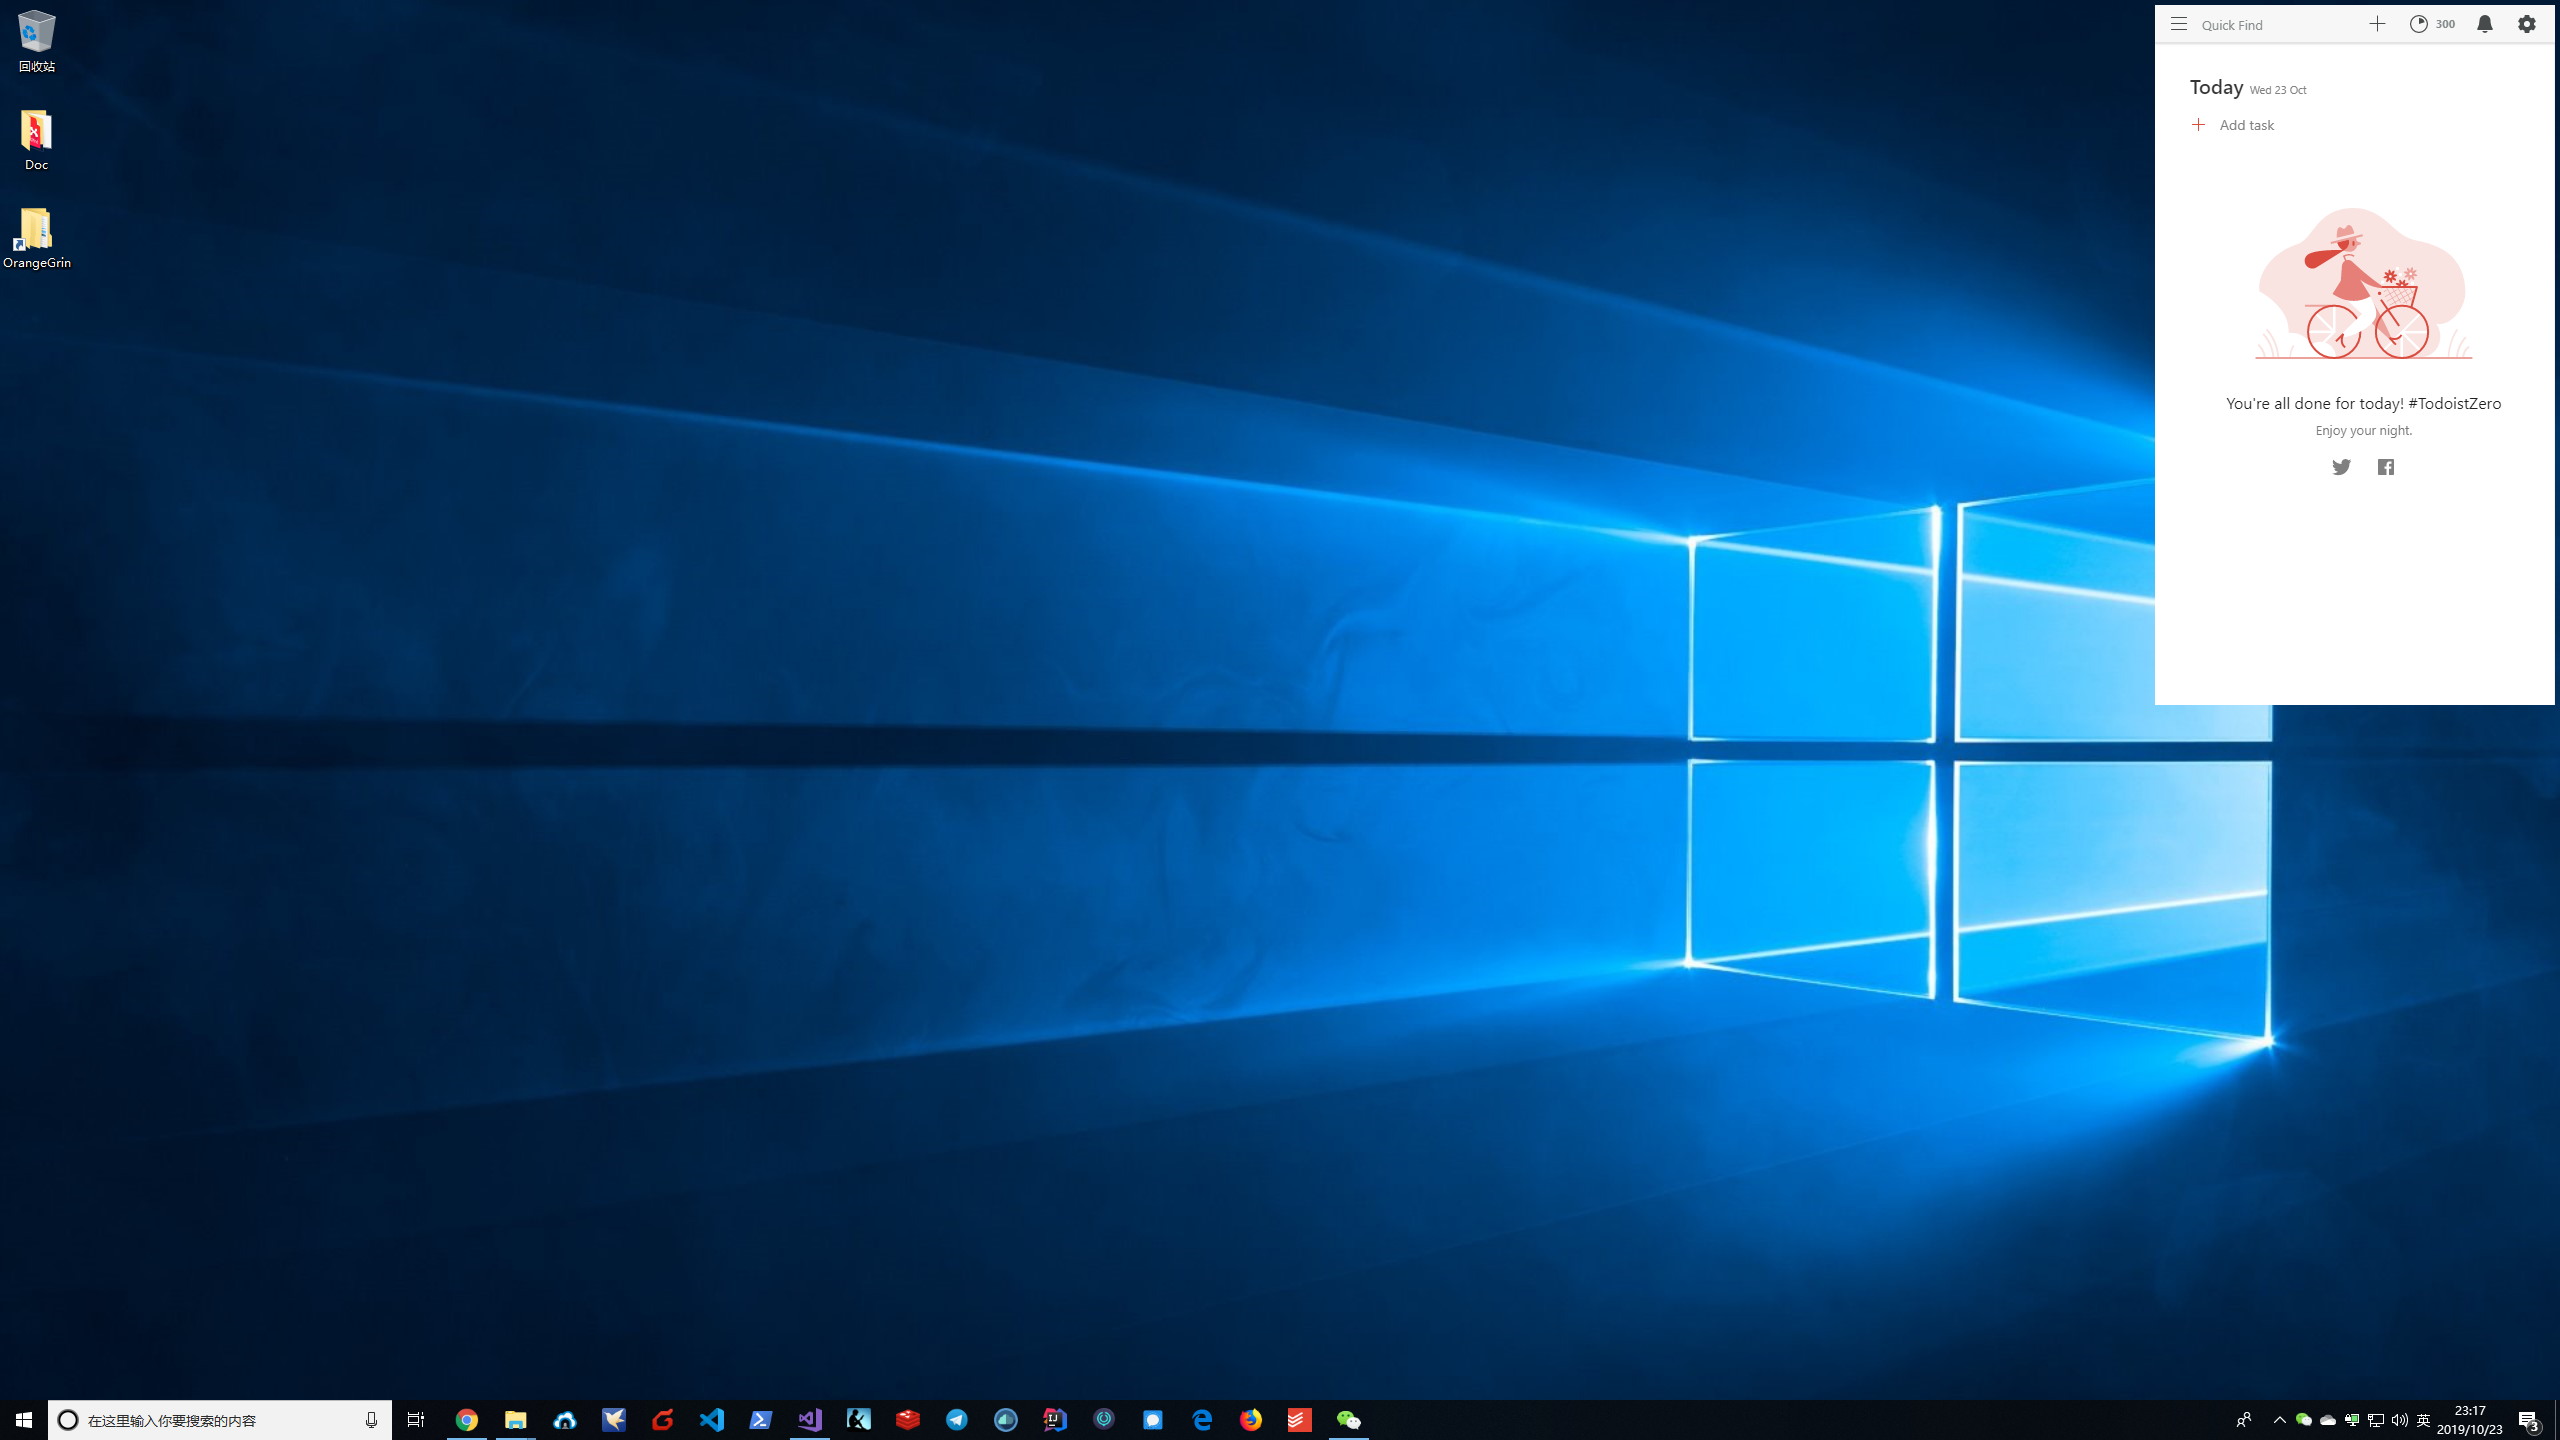 回收站
Doc
OrangeGrin
Quick Find
300
Today Wed 23 Oct
Add task
You're all done for today! #TodoistZero
Enjoy your night.
在这里输入你要搜索的内容
英
23:17
2019/10/23
3